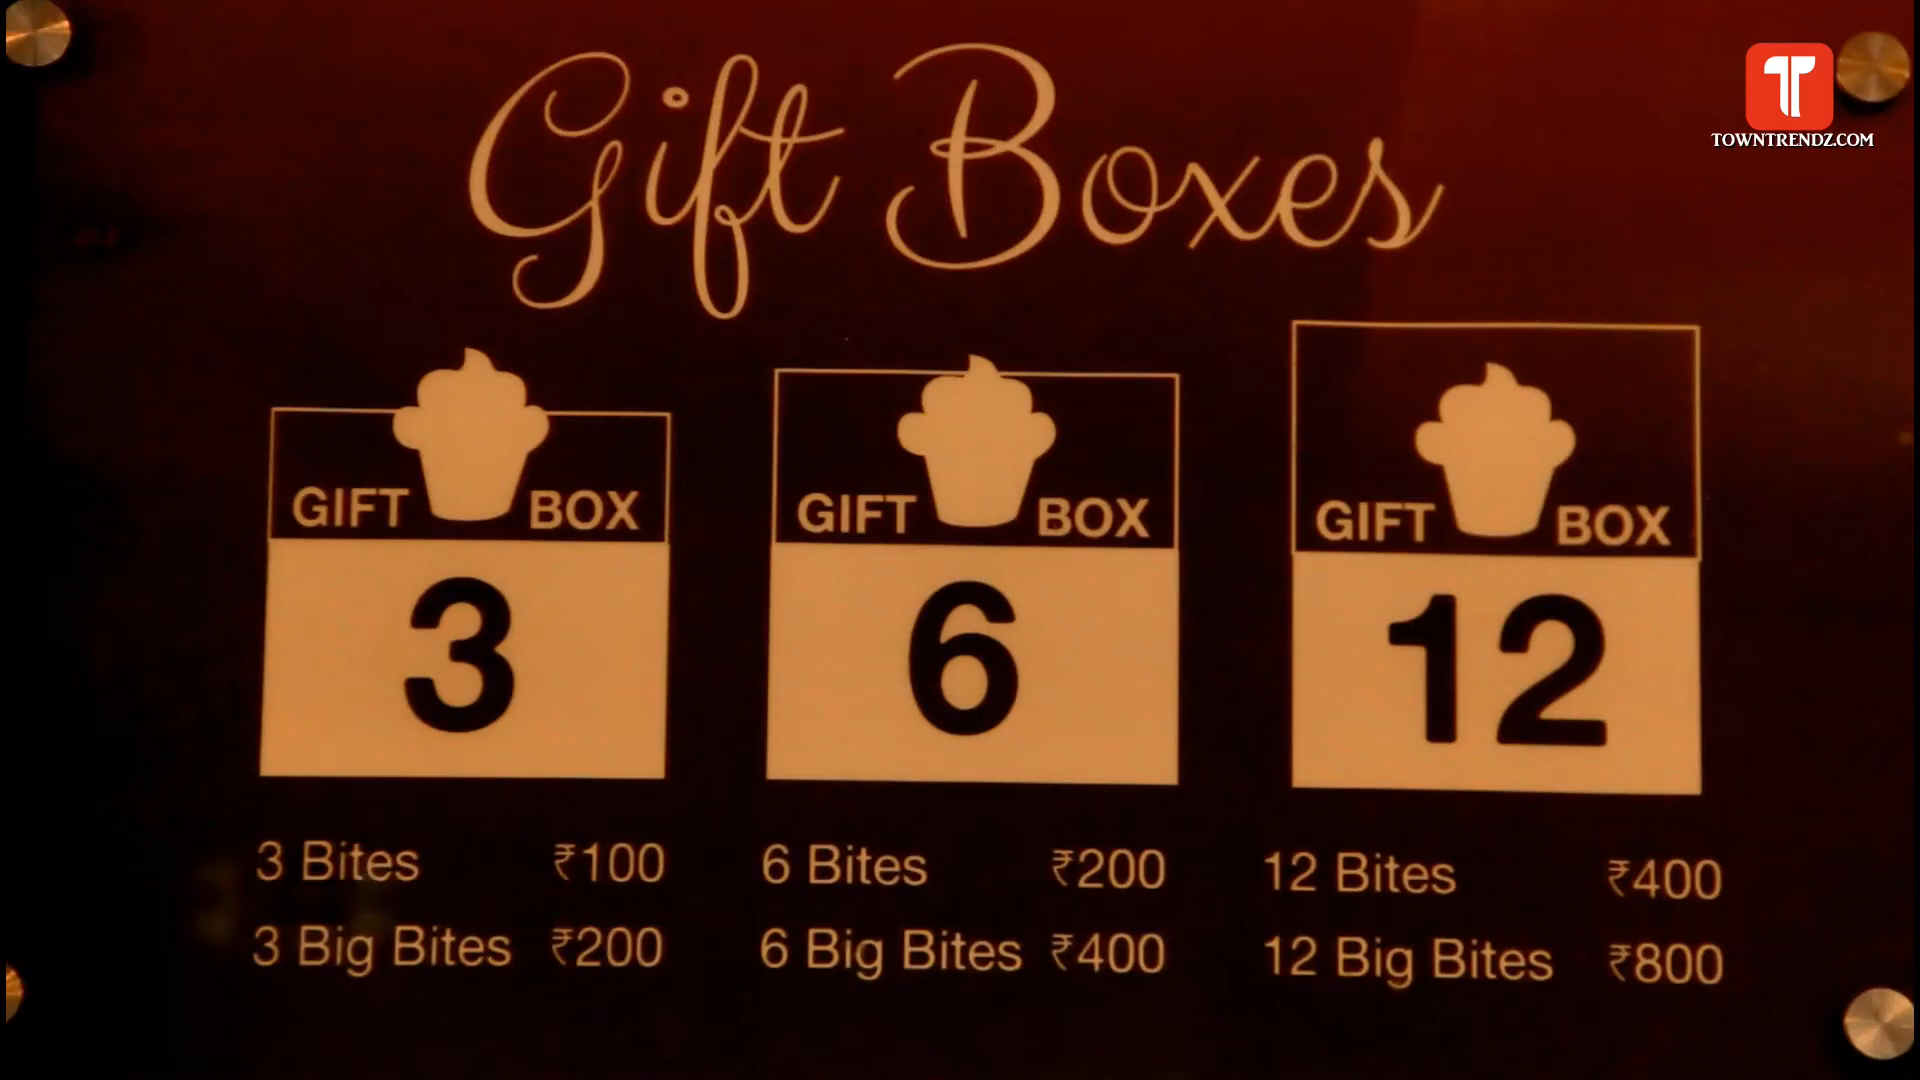 Gift Boxes
T
TOWNTRENDZ.COM
GIFT BOX
3
3 Bites ₹100
3 Big Bites ₹200
GIFT BOX
6
6 Bites ₹200
6 Big Bites ₹400
GIFT BOX
12
12 Bites ₹400
12 Big Bites ₹800